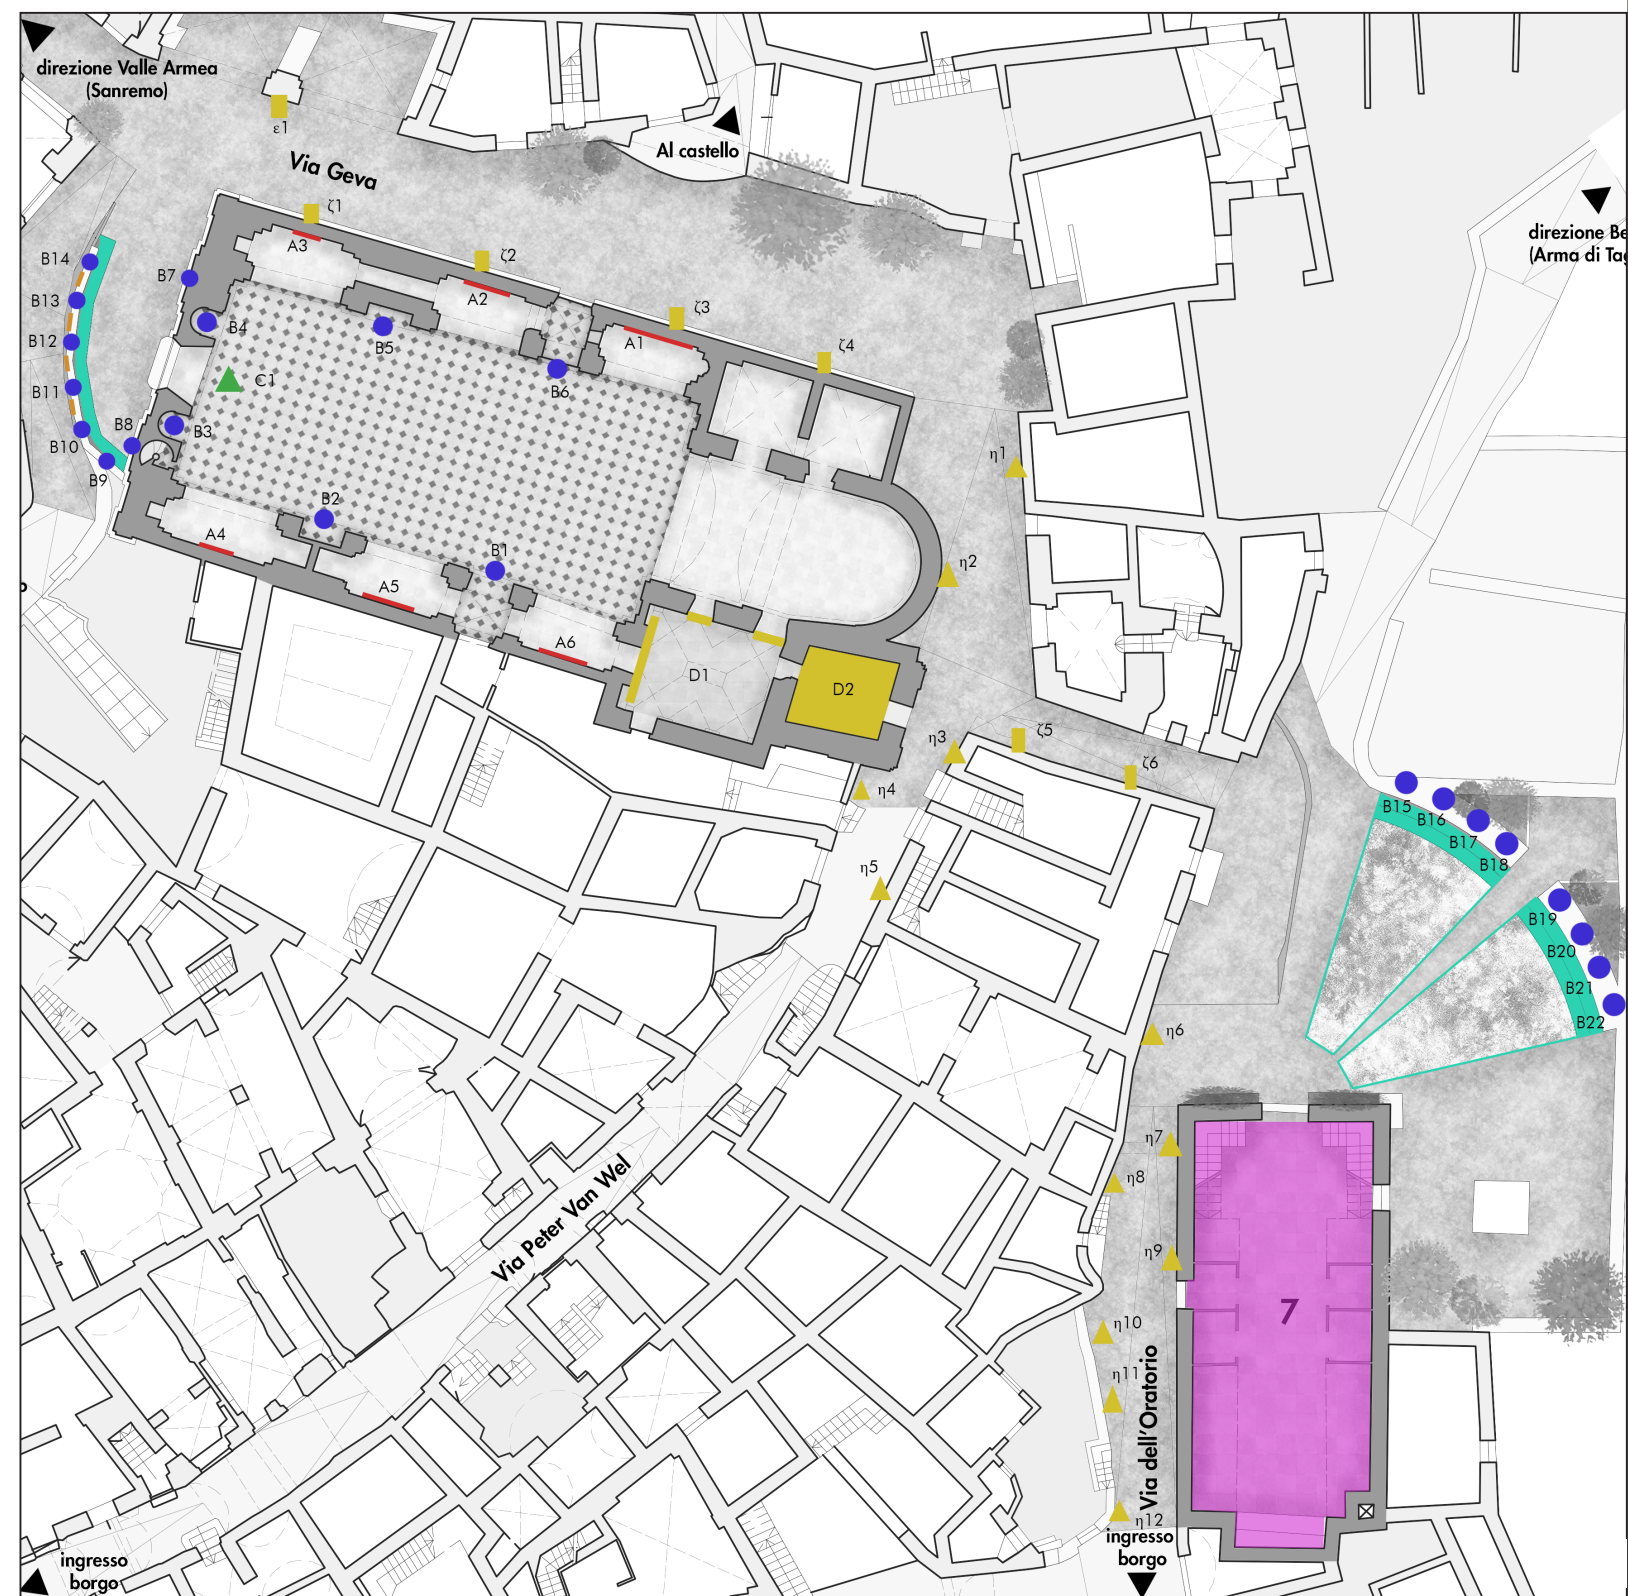 direzione Valle Armea
(Sanremo)
ε1
Via Geva
Al castello
direzione Be
(Arma di Tag
ζ1
A3
ζ2
A2
ζ3
A1
ζ4
B14
B7
B13
B4
B12
B5
B6
C1
B11
B3
B8
B10
B9
η1
B2
A4
B1
η2
A5
A6
D1
D2
η3
ζ5
ζ6
η4
B15
B16
B17
B18
η5
B19
B20
B21
B22
η6
η7
η8
Via Peter Van Wel
η9
7
η10
η11
Via dell'Oratorio
η12
ingresso
borgo
ingresso
borgo